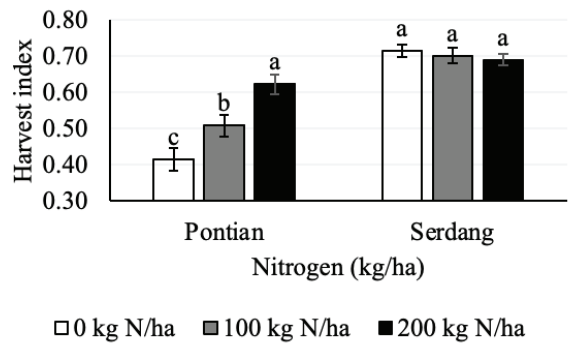 Harvest index
0.80
0.70
0.60
0.50
0.40
0.30
c
b
a
a
a
a
Pontian
Serdang
Nitrogen (kg/ha)
0 kg N/ha
100 kg N/ha
200 kg N/ha